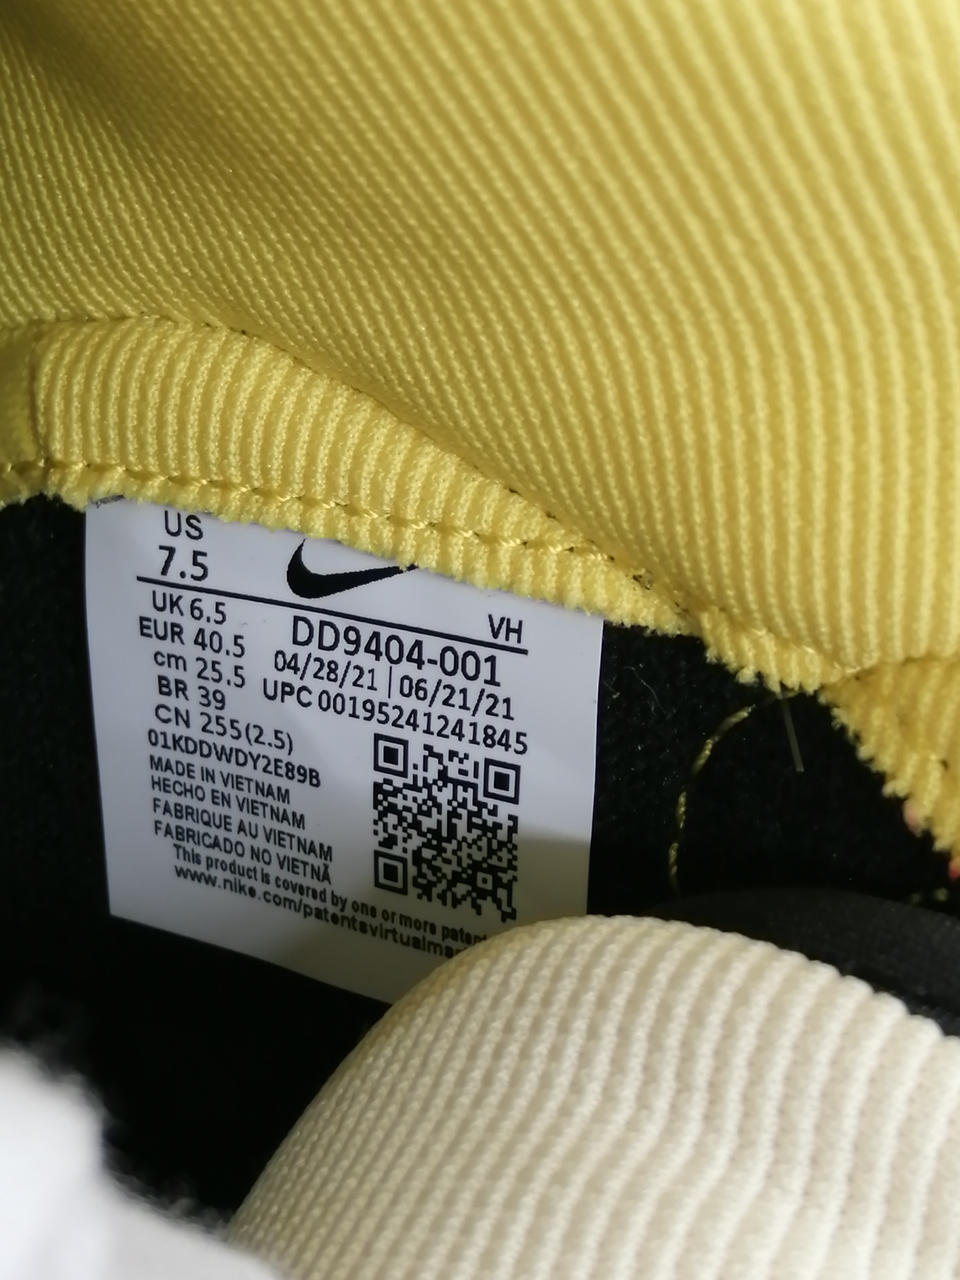 US
7.5
VH
UK 6.5
EUR 40.5
cm 25.5
BR 39
CN 255(2.5)
DD9404-001
04/28/21 | 06/21/21
UPC 00195241241845
01KDDWDY2E89B
MADE IN VIETNAM
HECHO EN VIETNAM
FABRIQUE AU VIETNAM
FABRICADO NO VIETNÃ
This product is covered by one or more
www.nike.com/